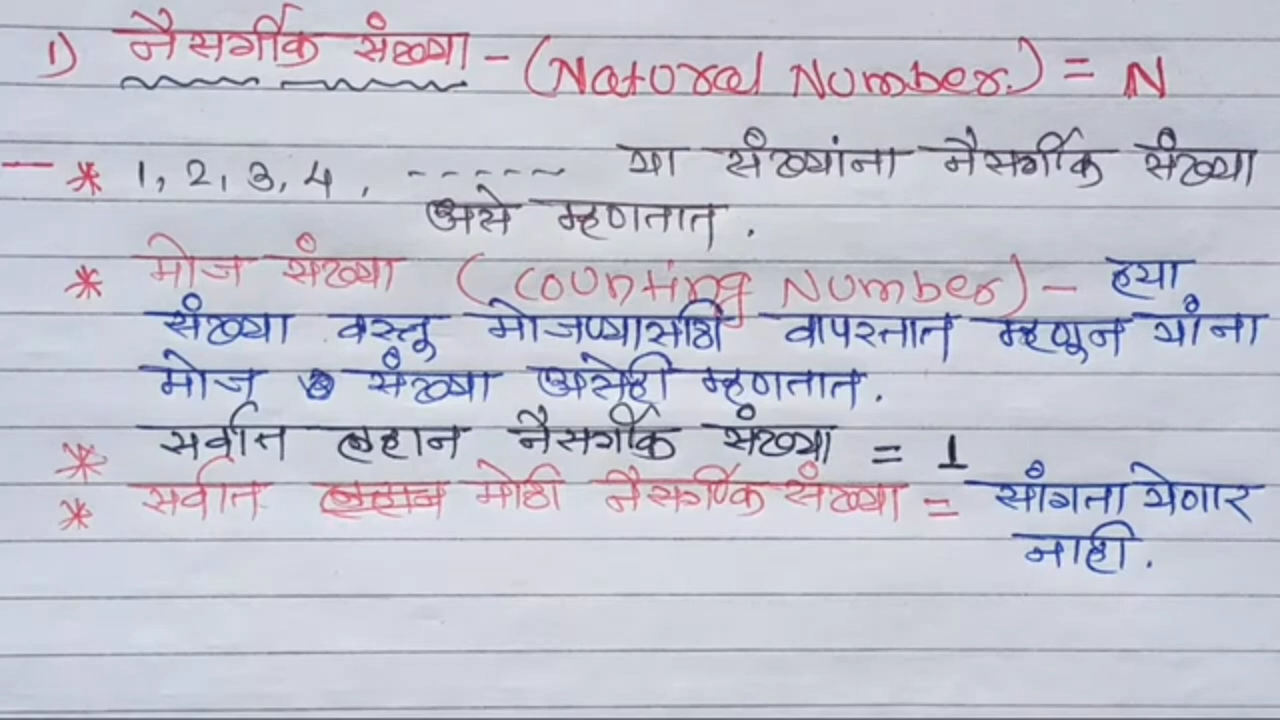 1) नैसर्गीक संख्या - (Natural Number.) = N
* 1, 2, 3, 4, ------ या संख्यांना नैसर्गीक संख्या
असे म्हणतात.
* मोज संख्या (Counting Number) - ह्या
संख्या वस्तू मोजण्यासाठी वापरतात म्हणून यांना
मोज संख्या असेही म्हणतात.
* सर्वात लहान नैसर्गीक संख्या = 1
* सर्वात लहान मोठी नैसर्गिक संख्या = सांगता येणार
नाही.